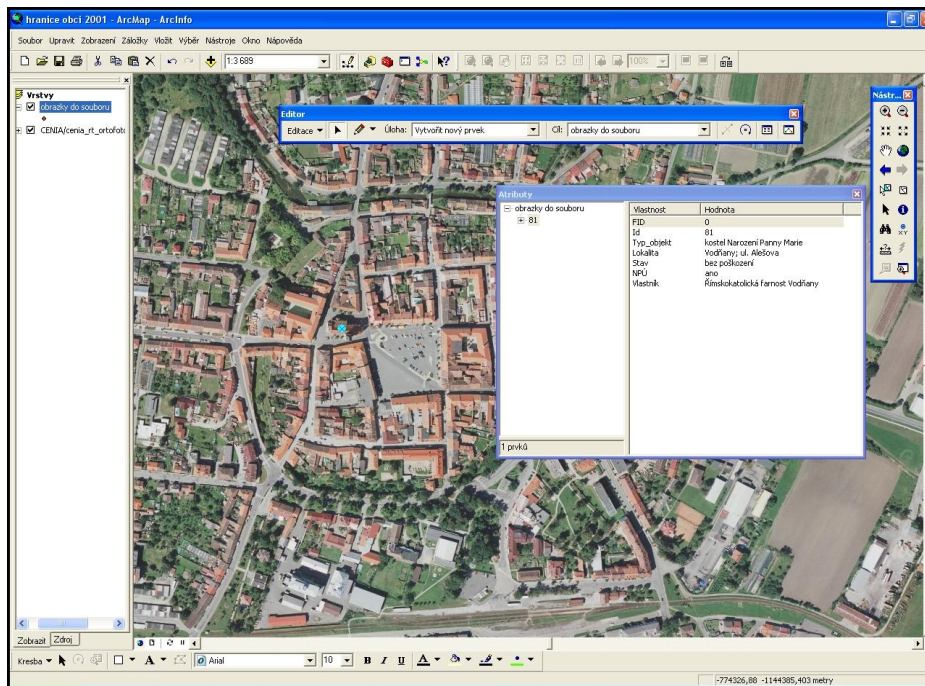 hranice obcí 2001 - ArcMap - ArcInfo
Soubor Upravit Zobrazení Záložky Vložit Výběr Nástroje Okno Nápověda
1:3 689
100%
Vrstvy
obrazky do souboru
CENIA/cenia_rt_ortofoto
Editor
Editace Úloha: Vytvořit nový prvek Cíl: obrazky do souboru
Nástr...
Atributy
obrazky do souboru
81
1 prvků
Vlastnost Hodnota
FID 0
Id 81
Typ_objekt kostel Narození Panny Marie
Lokalita Vodňany; ul. Alešova
Stav bez poškození
NPÚ ano
Vlastník Římskokatolická farnost Vodňany
Zobrazit Zdroj
Kresba Arial 10 B I U A
-774326,88 -1144385,403 metry